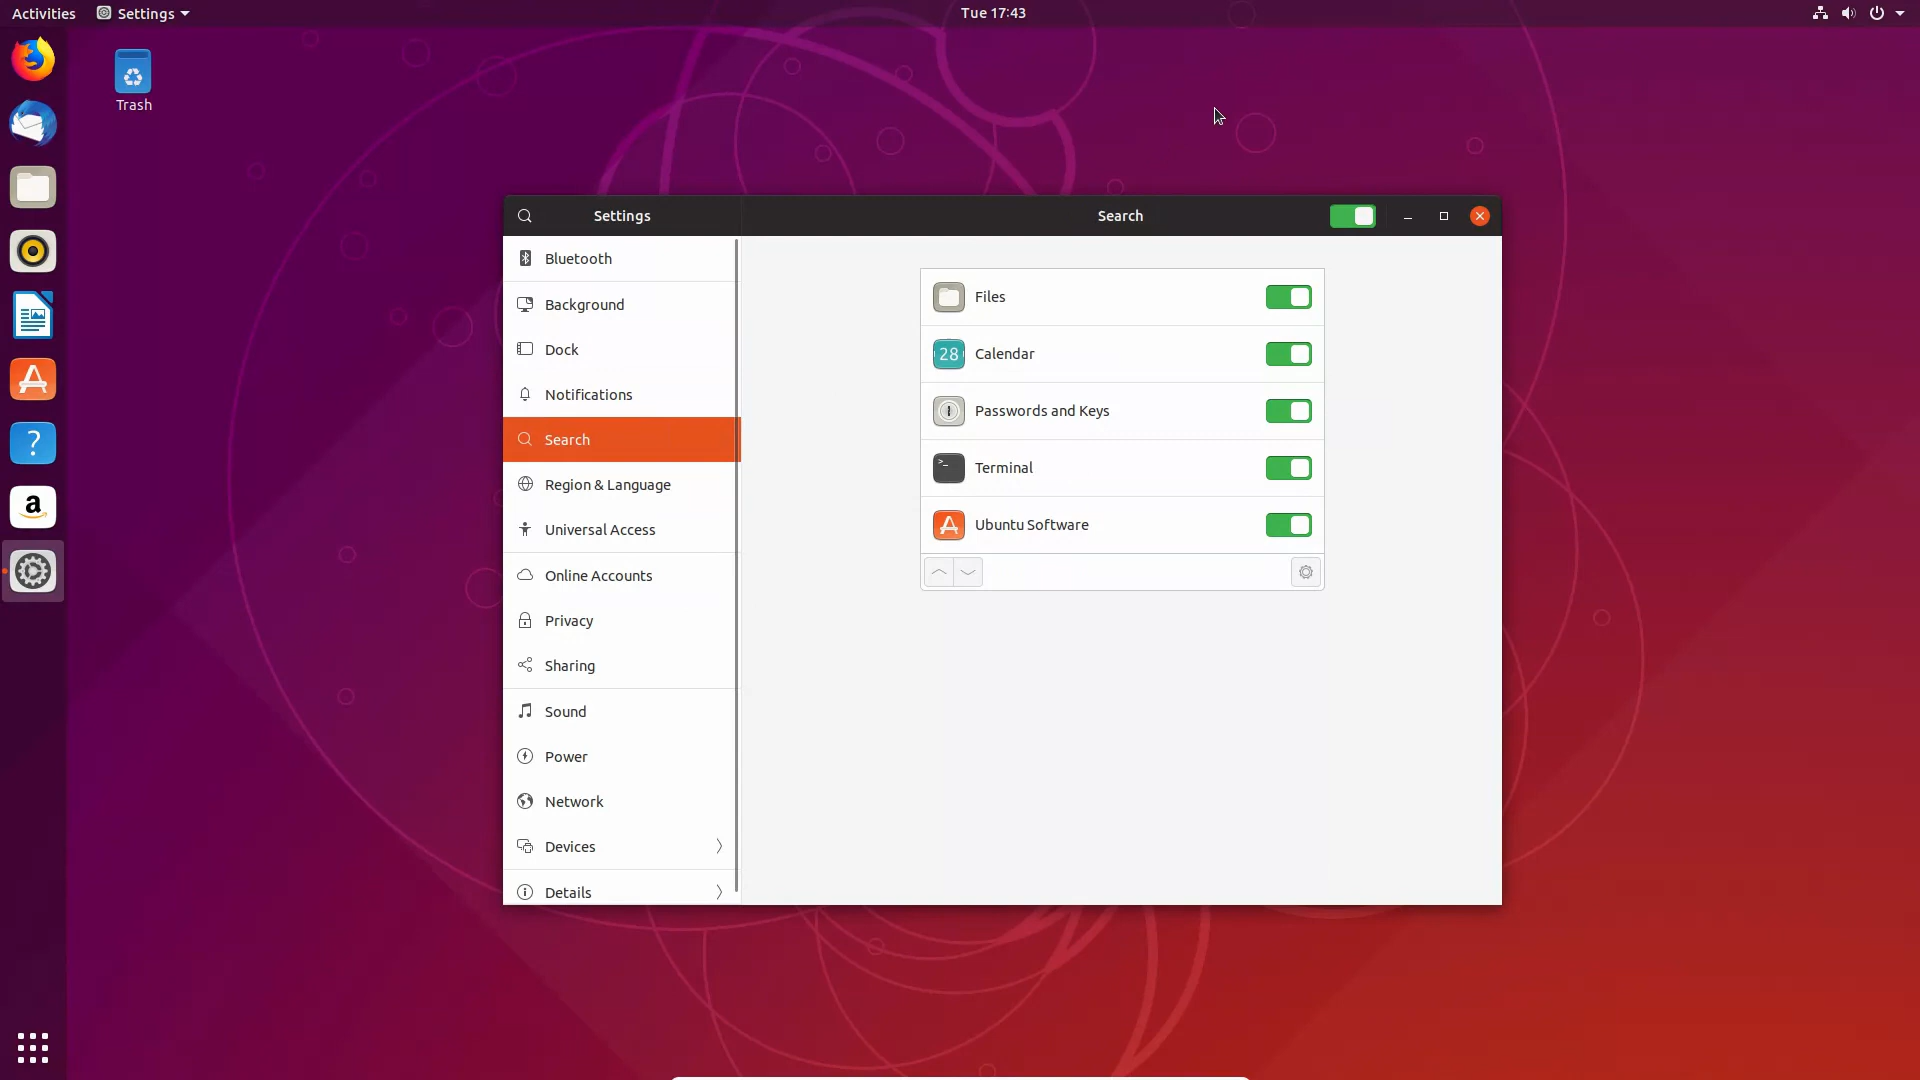 Activities
Settings
Tue 17:43
Trash
Settings
Search
Bluetooth
Background
Dock
Notifications
Search
Region & Language
Universal Access
Online Accounts
Privacy
Sharing
Sound
Power
Network
Devices
Details
Files
28
Calendar
Passwords and Keys
>_
Terminal
Ubuntu Software
?
a